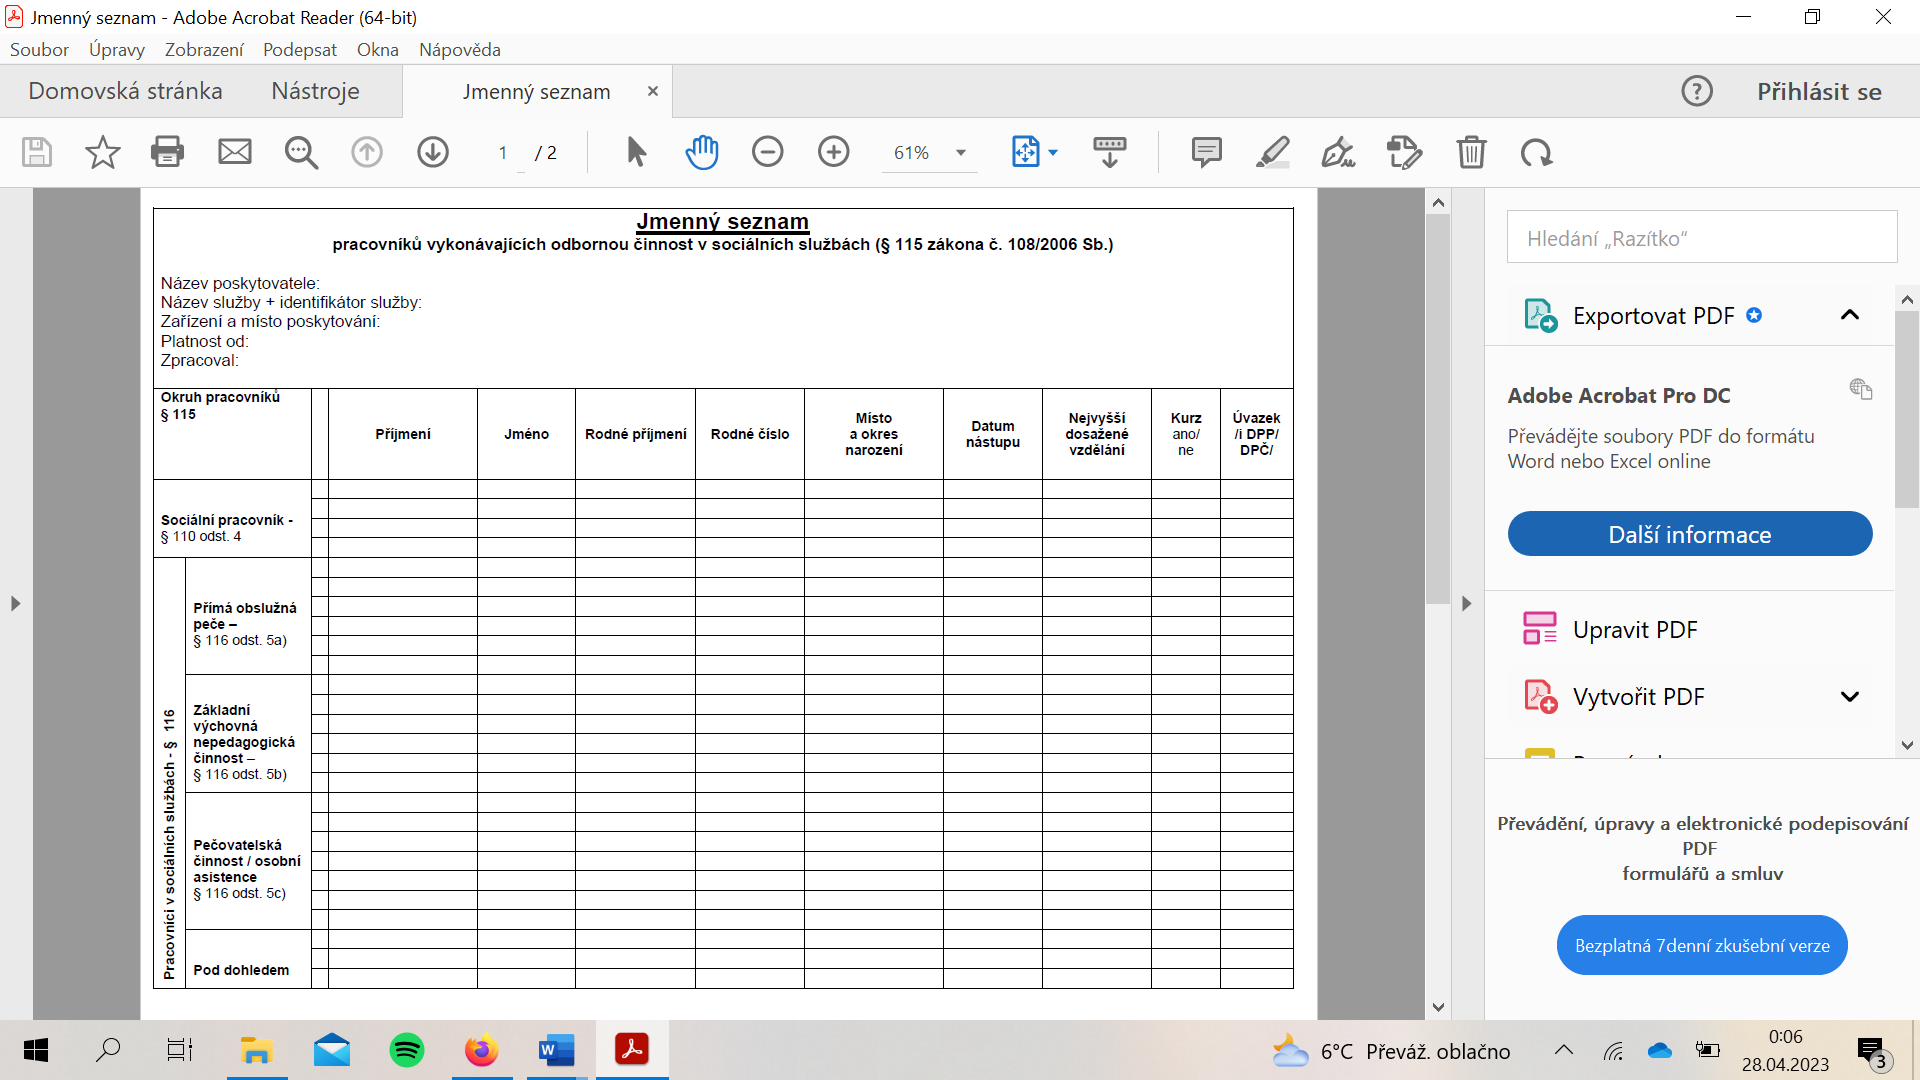 Jmenný seznam - Adobe Acrobat Reader (64-bit)
Soubor Úpravy Zobrazení Podepsat Okna Nápověda
Domovská stránka Nástroje Jmenný seznam × ? Přihlásit se
1 / 2 61%
Jmenný seznam
pracovníků vykonávajících odbornou činnost v sociálních službách (§ 115 zákona č. 108/2006 Sb.)
Název poskytovatele:
Název služby + identifikátor služby:
Zařízení a místo poskytování:
Platnost od:
Zpracoval:
Okruh pracovníků
§ 115
Příjmení
Jméno
Rodné příjmení
Rodné číslo
Místo
a okres
narození
Datum
nástupu
Nejvyšší
dosažené
vzdělání
Kurz
ano/
ne
Úvazek
/i DPP/
DPČ/
Sociální pracovník -
§ 110 odst. 4
Pracovníci v sociálních službách - § 116
Přímá obslužná
peče –
§ 116 odst. 5a)
Základní
výchovná
nepedagogická
činnost –
§ 116 odst. 5b)
Pečovatelská
činnost / osobní
asistence
§ 116 odst. 5c)
Pod dohledem
Hledání „Razítko“
Exportovat PDF
Adobe Acrobat Pro DC
Převádějte soubory PDF do formátu
Word nebo Excel online
Další informace
Upravit PDF
Vytvořit PDF
Převádění, úpravy a elektronické podepisování
PDF
formulářů a smluv
Bezplatná 7denní zkušební verze
6°C Převáž. oblačno
0:06
28.04.2023
3